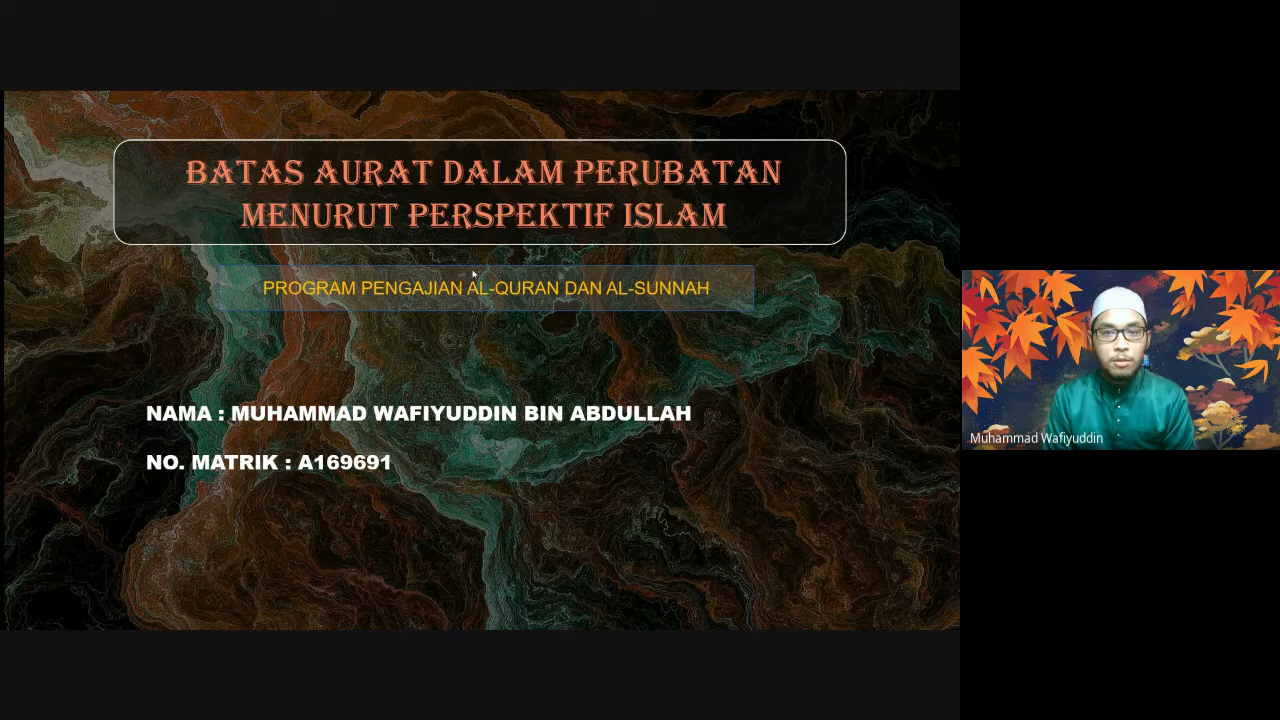 BATAS AURAT DALAM PERUBATAN
MENURUT PERSPEKTIF ISLAM
PROGRAM PENGAJIAN AL-QURAN DAN AL-SUNNAH
NAMA : MUHAMMAD WAFIYUDDIN BIN ABDULLAH
NO. MATRIK : A169691
Muhammad Wafiyuddin